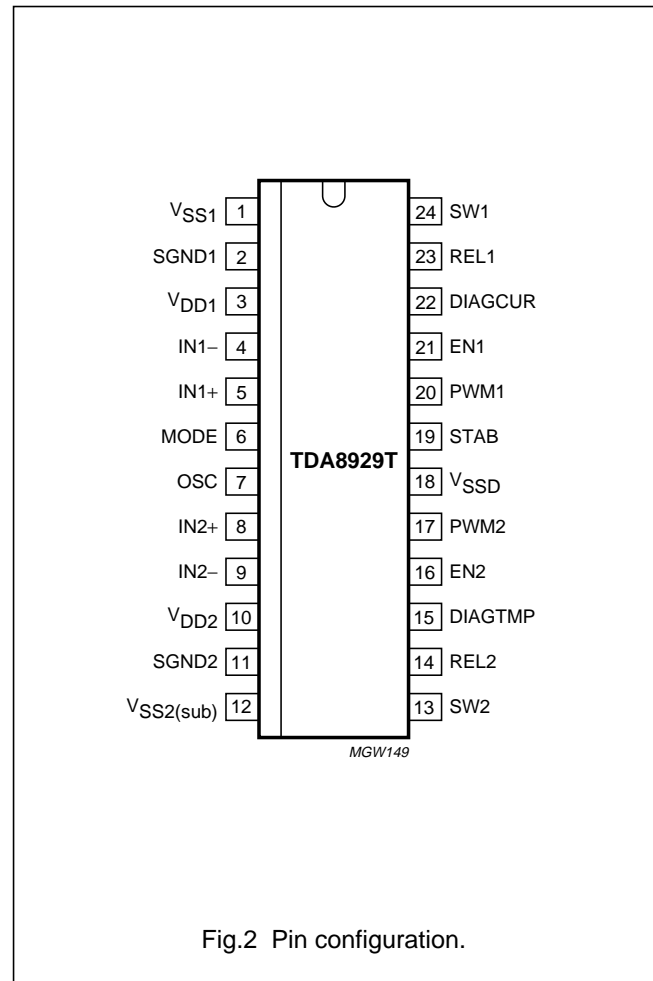 VSS1 1 24 SW1
SGND1 2 23 REL1
VDD1 3 22 DIAGCUR
IN1− 4 21 EN1
IN1+ 5 20 PWM1
MODE 6 19 STAB
TDA8929T
OSC 7 18 VSSD
IN2+ 8 17 PWM2
IN2− 9 16 EN2
VDD2 10 15 DIAGTMP
SGND2 11 14 REL2
VSS2(sub) 12 13 SW2
MGW149
Fig.2 Pin configuration.